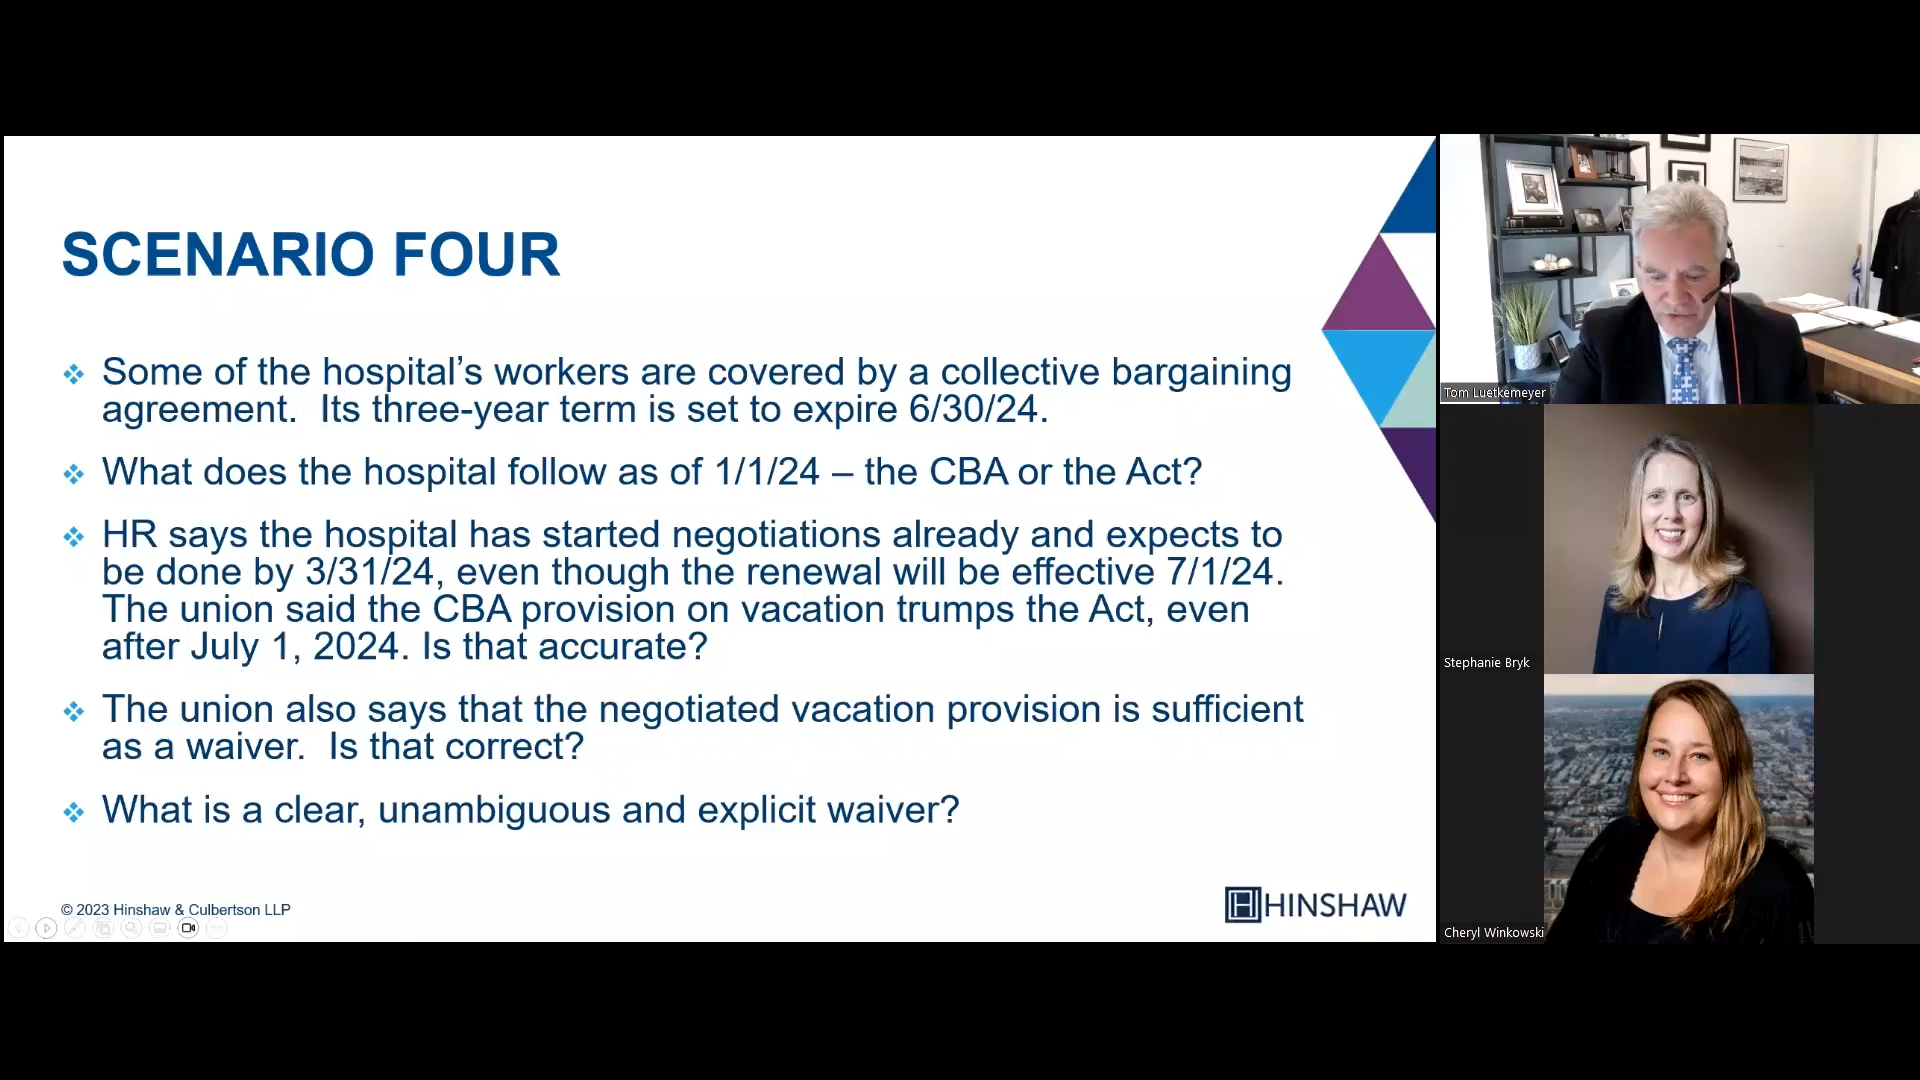 SCENARIO FOUR
Some of the hospital’s workers are covered by a collective bargaining
agreement.  Its three-year term is set to expire 6/30/24.
What does the hospital follow as of 1/1/24 – the CBA or the Act?
HR says the hospital has started negotiations already and expects to
be done by 3/31/24, even though the renewal will be effective 7/1/24.
The union said the CBA provision on vacation trumps the Act, even
after July 1, 2024. Is that accurate?
The union also says that the negotiated vacation provision is sufficient
as a waiver.  Is that correct?
What is a clear, unambiguous and explicit waiver?
© 2023 Hinshaw & Culbertson LLP
HINSHAW
Tom Luetkemeyer
Stephanie Bryk
Cheryl Winkowski